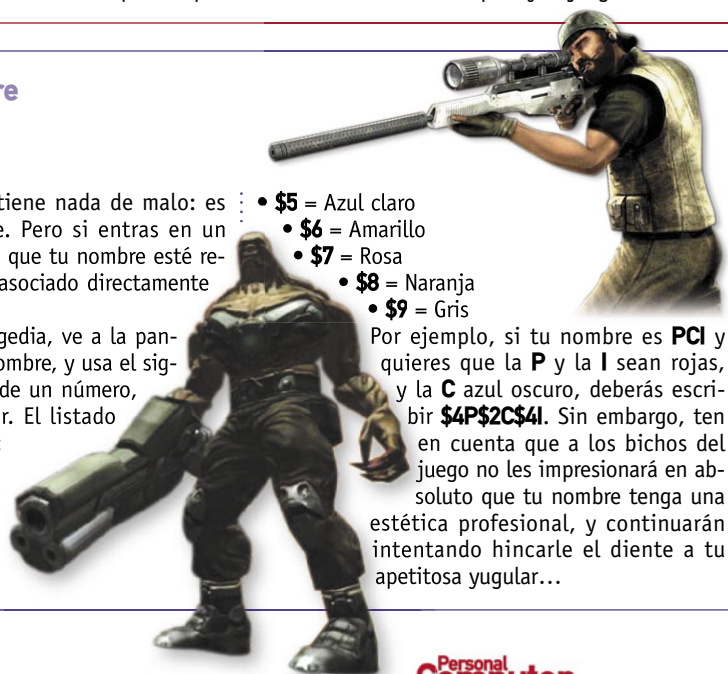 re
tiene nada de malo: es
e. Pero si entras en un
que tu nombre esté re-
asociado directamente
gedia, ve a la pan-
ombre, y usa el sig-
de un número,
r. El listado
• $5 = Azul claro
• $6 = Amarillo
• $7 = Rosa
• $8 = Naranja
• $9 = Gris
Por ejemplo, si tu nombre es PCI y
quieres que la P y la I sean rojas,
y la C azul oscuro, deberás escri-
bir $4P$2C$4I. Sin embargo, ten
en cuenta que a los bichos del
juego no les impresionará en ab-
soluto que tu nombre tenga una
estética profesional, y continuarán
intentando hincarle el diente a tu
apetitosa yugular...
Personal
Computer